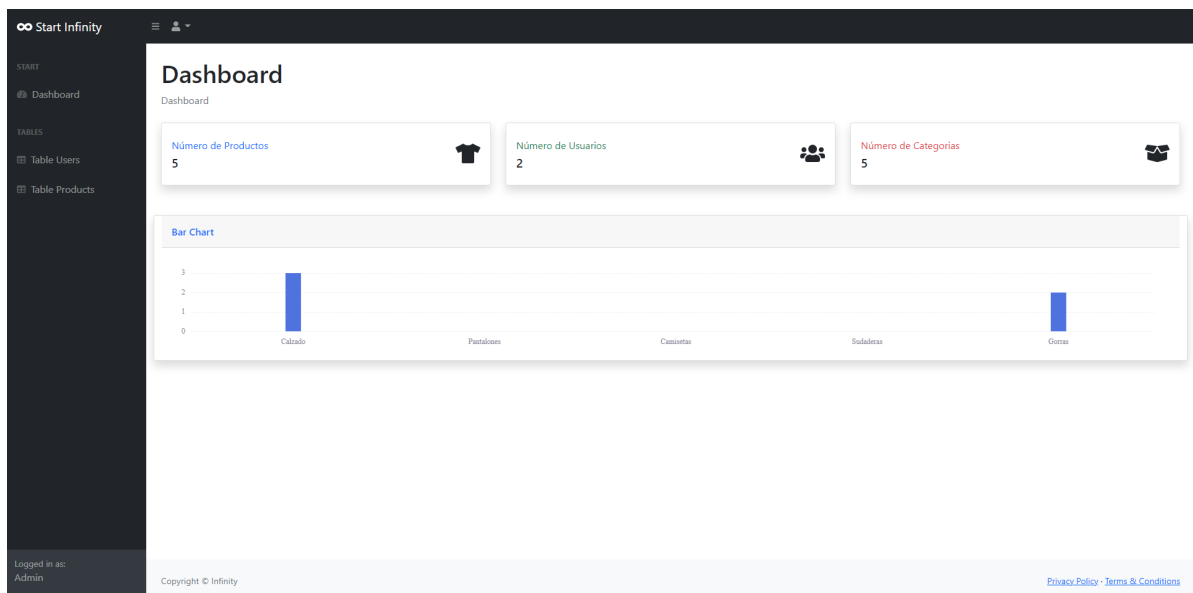 Start Infinity
START
Dashboard
TABLES
Table Users
Table Products
Logged in as:
Admin
Dashboard
Dashboard
Número de Productos
5
Número de Usuarios
2
Número de Categorias
5
Bar Chart
3
2
1
0
Calzado Pantalones Camisetas Sudaderas Gorras
Copyright © Infinity
Privacy Policy · Terms & Conditions